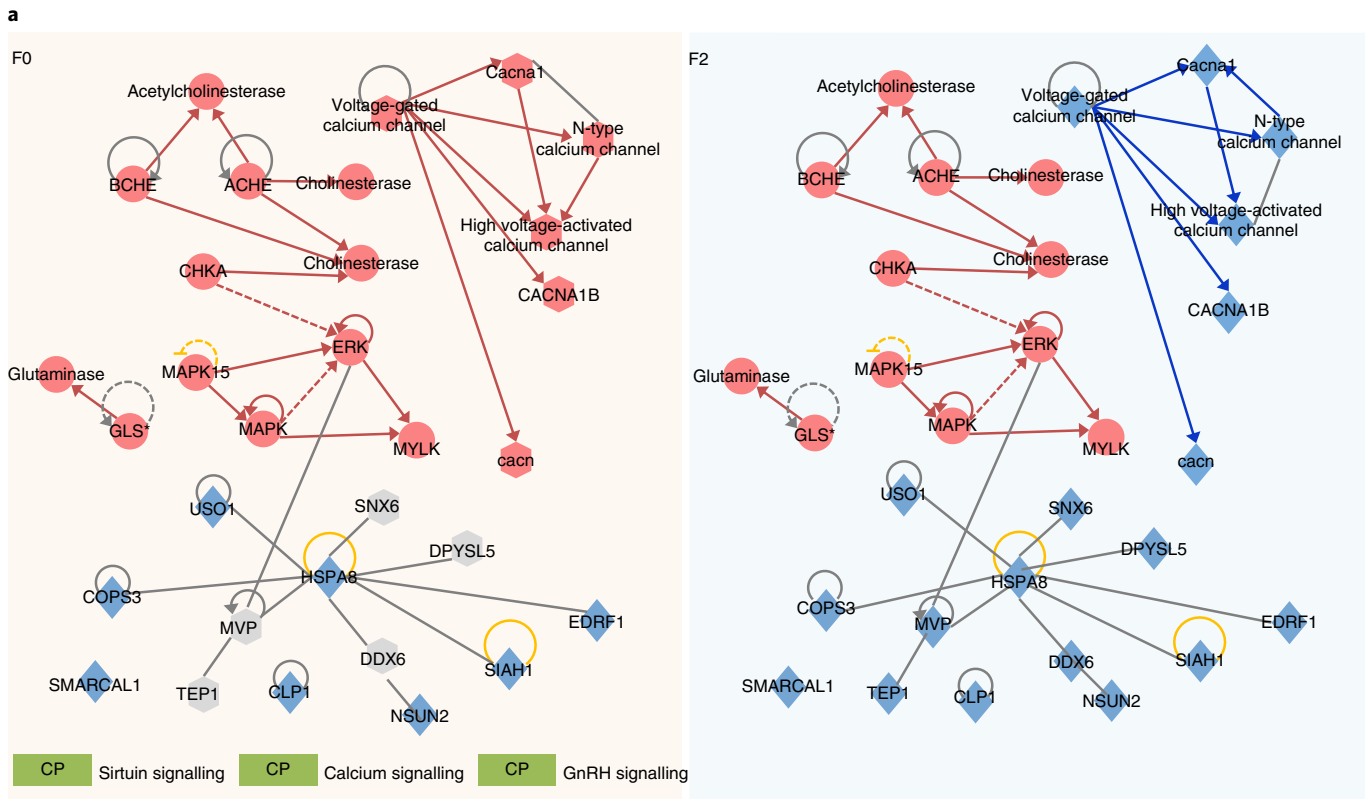 a
F0
Acetylcholinesterase
Cacna1
Voltage-gated
calcium channel
N-type
calcium channel
BCHE
ACHE
Cholinesterase
High voltage-activated
calcium channel
Cholinesterase
CHKA
CACNA1B
ERK
Glutaminase
MAPK15
GLS*
MAPK
MYLK
cacn
USO1
SNX6
DPYSL5
HSPA8
COPS3
MVP
EDRF1
DDX6
SIAH1
SMARCAL1
TEP1
CLP1
NSUN2
CP
Sirtuin signalling
CP
Calcium signalling
CP
GnRH signalling
F2
Acetylcholinesterase
Cacna1
Voltage-gated
calcium channel
N-type
calcium channel
BCHE
ACHE
Cholinesterase
High voltage-activated
calcium channel
Cholinesterase
CHKA
CACNA1B
ERK
Glutaminase
MAPK15
GLS*
MAPK
MYLK
cacn
USO1
SNX6
DPYSL5
HSPA8
COPS3
MVP
EDRF1
DDX6
SIAH1
SMARCAL1
TEP1
CLP1
NSUN2